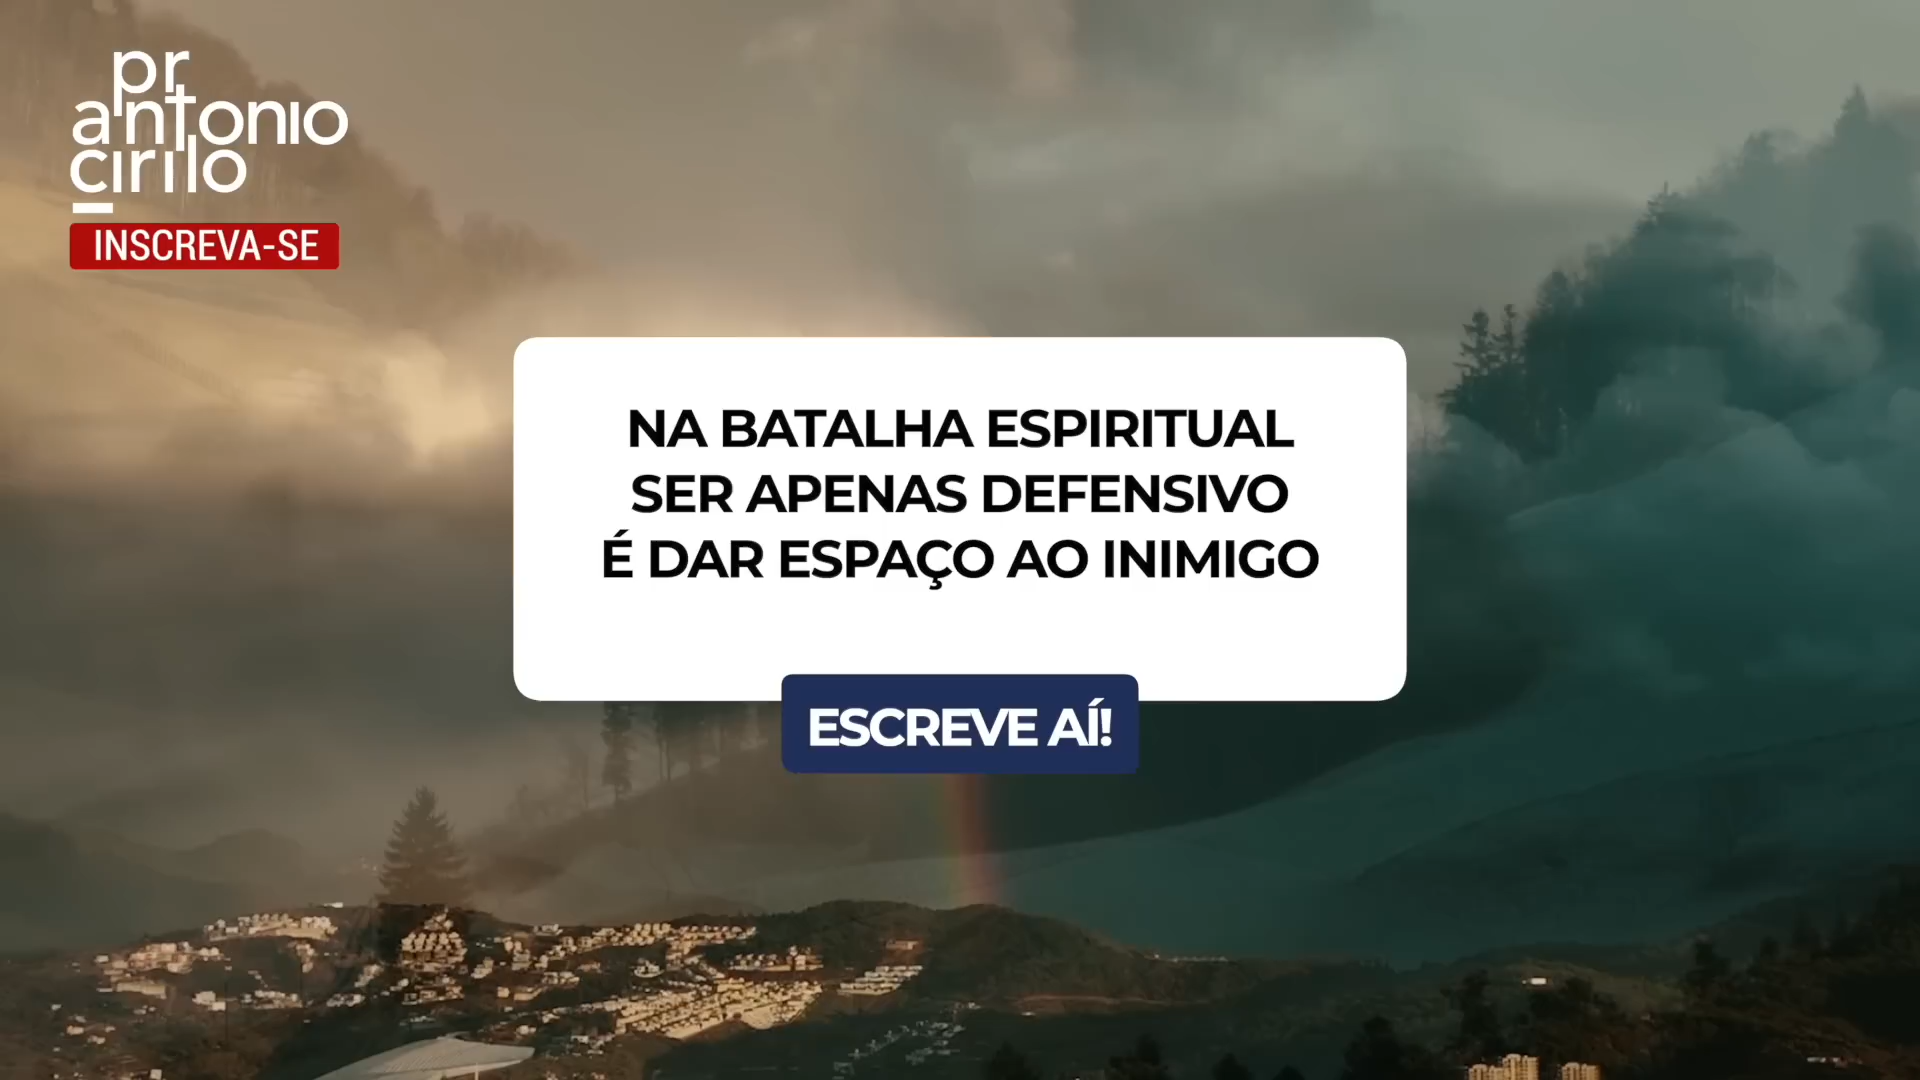 pr
antonio
cirilo
INSCREVA-SE
NA BATALHA ESPIRITUAL
SER APENAS DEFENSIVO
É DAR ESPAÇO AO INIMIGO
ESCREVE AÍ!